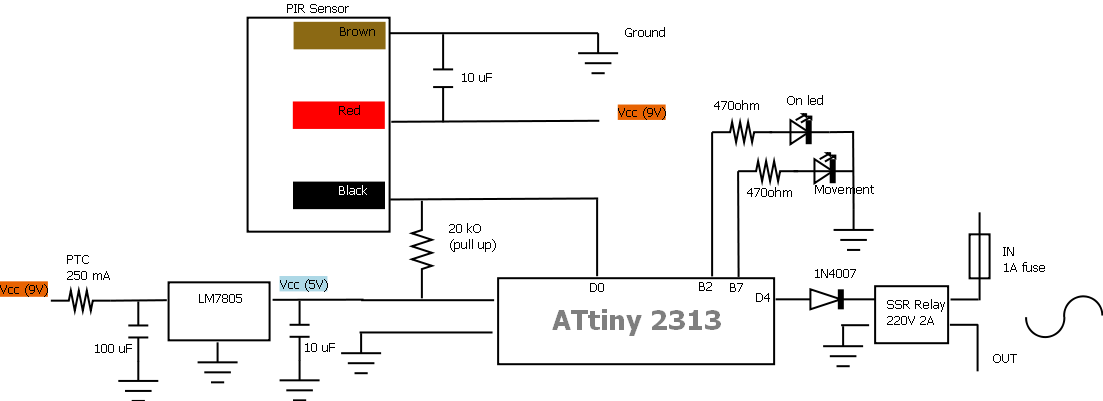 PIR Sensor
Brown
Ground
10 uF
Red
Vcc (9V)
470ohm
On led
Black
470ohm
Movement
20 kO
(pull up)
PTC
250 mA
Vcc (9V)
LM7805
Vcc (5V)
100 uF
10 uF
D0
B2
B7
D4
ATtiny 2313
1N4007
SSR Relay
220V 2A
IN
1A fuse
OUT